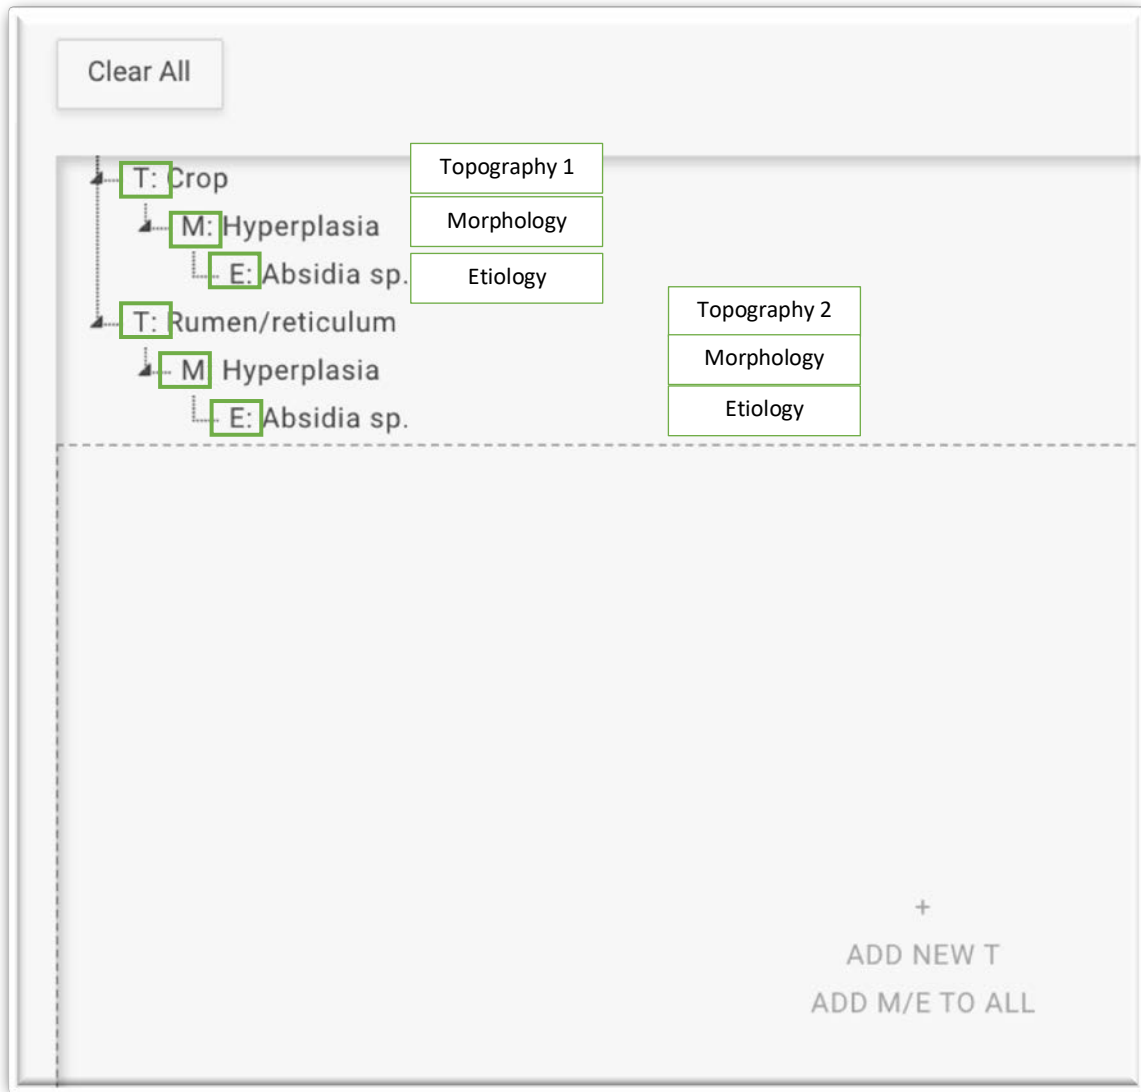 Clear All
T: Crop Topography 1
M: Hyperplasia Morphology
E: Absidia sp. Etiology
T: Rumen/reticulum Topography 2
M Hyperplasia Morphology
E: Absidia sp. Etiology
+
ADD NEW T
ADD M/E TO ALL